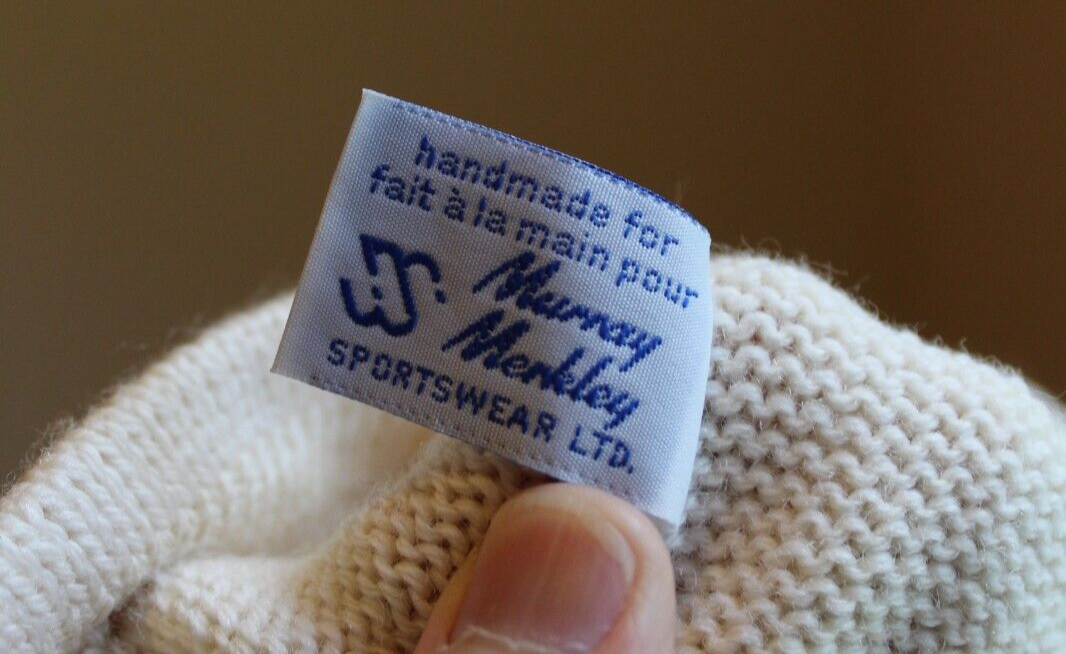 handmade for
fait à la main pour
Murray
Merkley
SPORTSWEAR LTD.